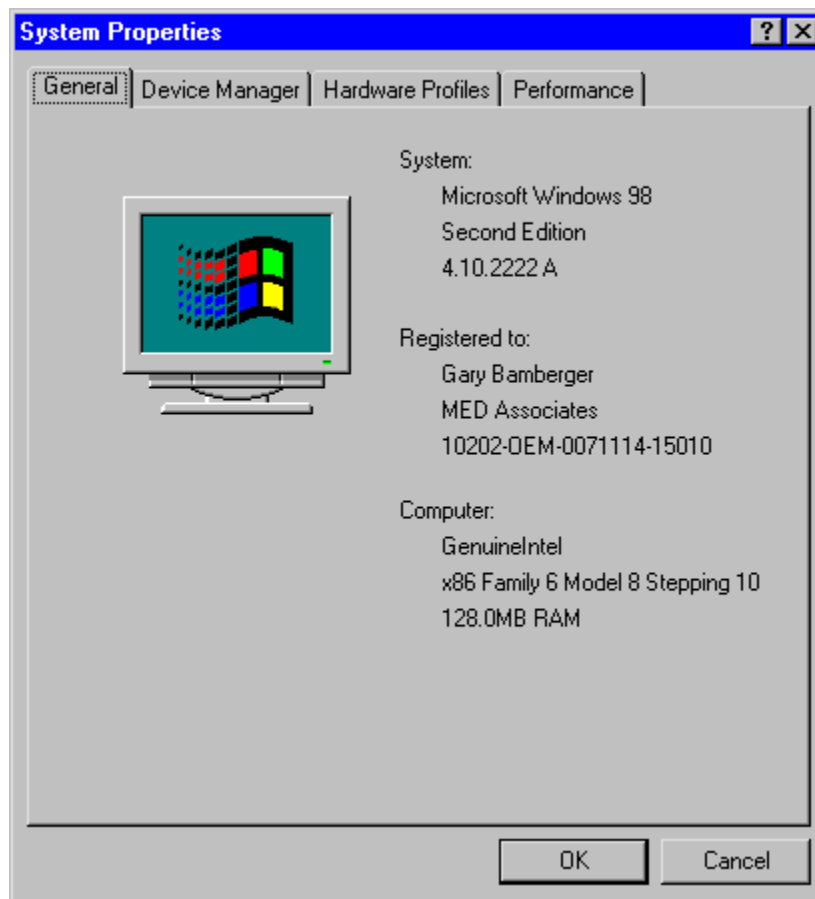 System Properties
General
Device Manager
Hardware Profiles
Performance
System:
Microsoft Windows 98
Second Edition
4.10.2222 A
Registered to:
Gary Bamberger
MED Associates
10202-OEM-0071114-15010
Computer:
GenuineIntel
x86 Family 6 Model 8 Stepping 10
128.0MB RAM
OK
Cancel